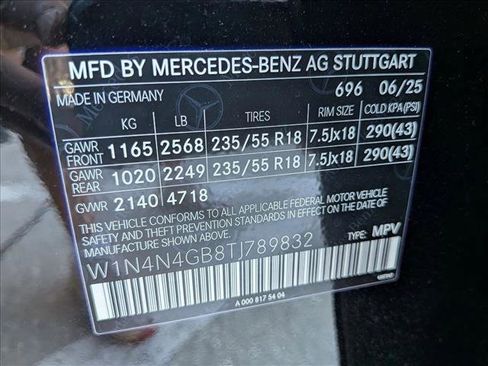 MFD BY MERCEDES-BENZ AG STUTTGART
MADE IN GERMANY 696 06/25
KG LB TIRES RIM SIZE COLD KPA(PSI)
GAWR FRONT 1165 2568 235/55 R18 7.5Jx18 290(43)
GAWR REAR 1020 2249 235/55 R18 7.5Jx18 290(43)
GVWR 2140 4718
THIS VEHICLE CONFORMS TO ALL APPLICABLE FEDERAL MOTOR VEHICLE
SAFETY AND THEFT PREVENTION STANDARDS IN EFFECT ON THE DATE OF
MANUFACTURE SHOWN ABOVE.
W1N4N4GB8TJ789832 TYPE: MPV
A 000 817 54 04